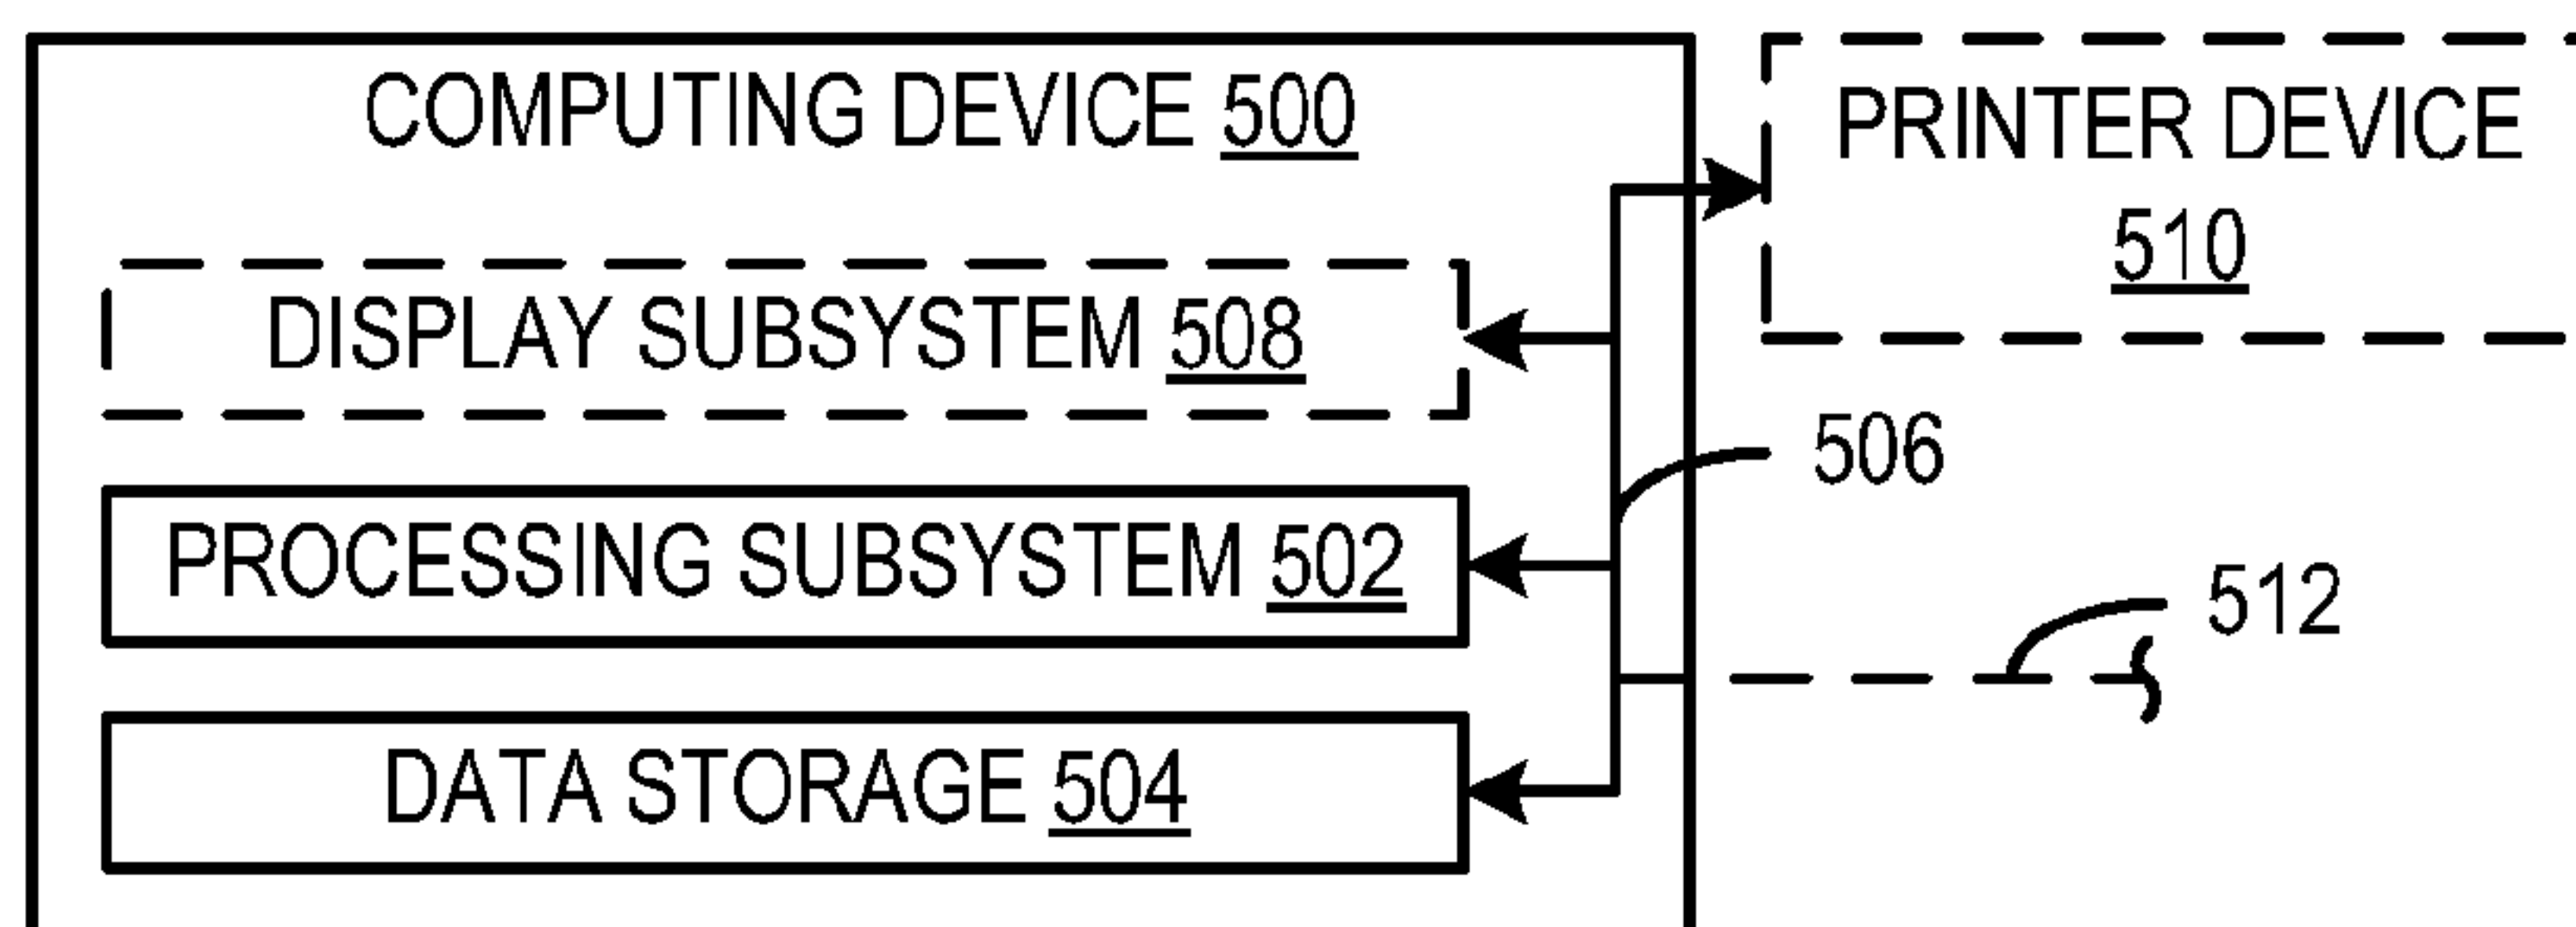 COMPUTING DEVICE 500
PRINTER DEVICE
510
DISPLAY SUBSYSTEM 508
506
PROCESSING SUBSYSTEM 502
512
DATA STORAGE 504